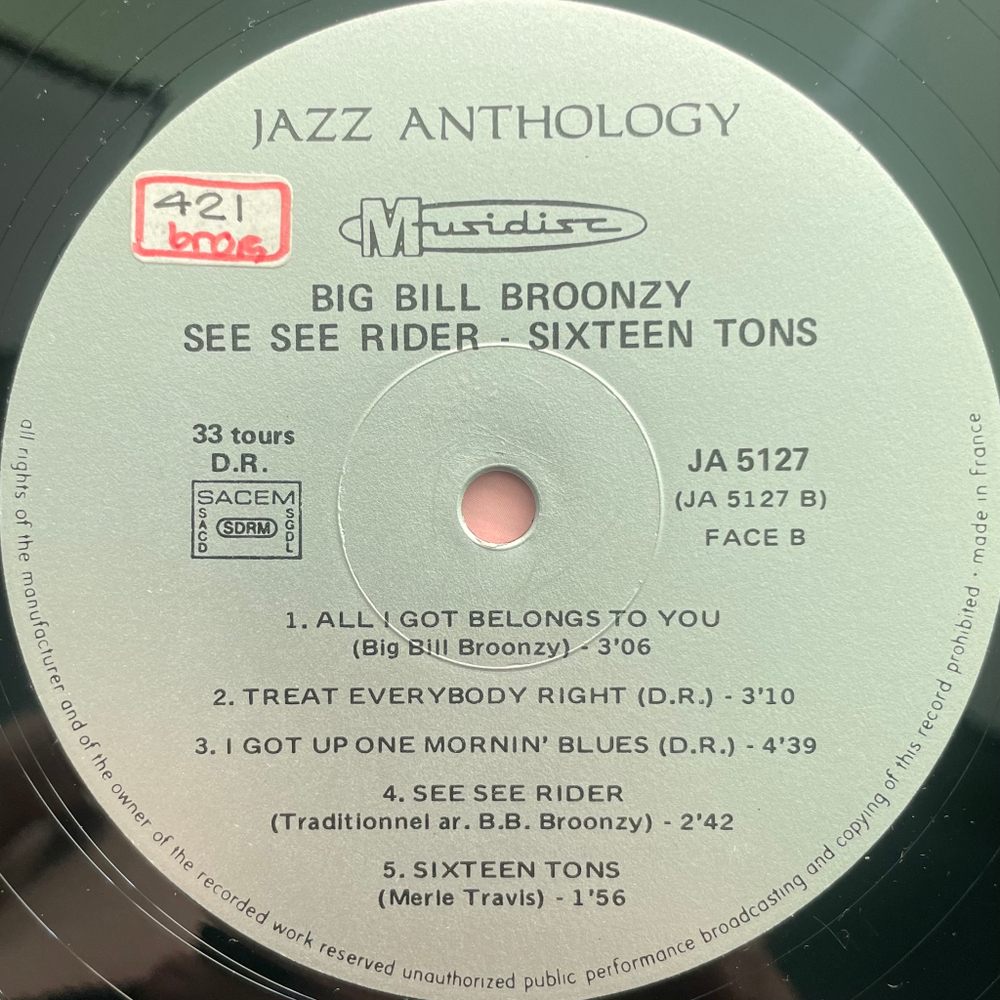 JAZZ ANTHOLOGY
421
Musidisc
BIG BILL BROONZY
SEE SEE RIDER - SIXTEEN TONS
33 tours
D.R.
SACEM
SACD
SDRM
SGDL
JA 5127
(JA 5127 B)
FACE B
1. ALL I GOT BELONGS TO YOU
(Big Bill Broonzy) - 3'06
2. TREAT EVERYBODY RIGHT (D.R.) - 3'10
3. I GOT UP ONE MORNIN' BLUES (D.R.) - 4'39
4. SEE SEE RIDER
(Traditionnel ar. B.B. Broonzy) - 2'42
5. SIXTEEN TONS
(Merle Travis) - 1'56
all rights of the manufacturer and of the owner of the recorded work reserved unauthorized public performance broadcasting and copying of this record prohibited • made in France